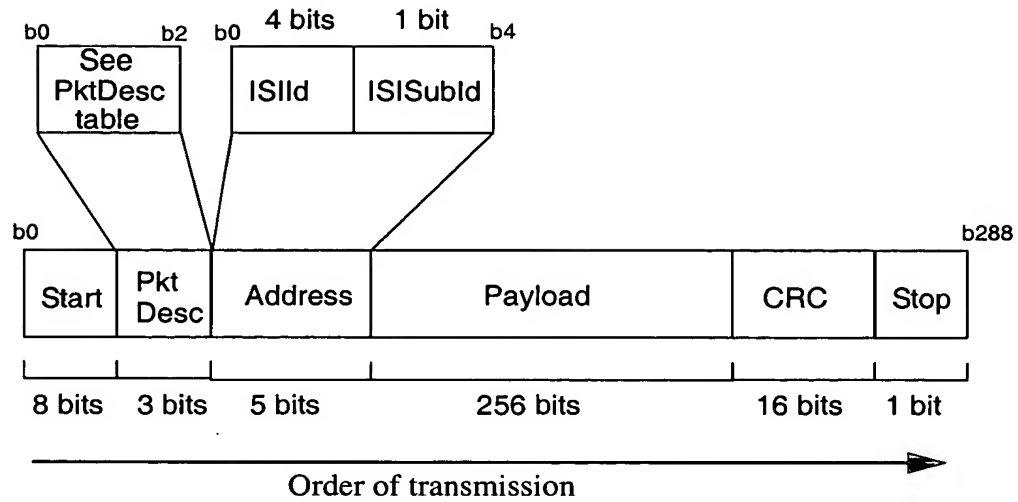 4 bits 1 bit
b0 b2 b0 b4
See
PktDesc
table
ISIId ISISubId
b0 b288
Start Pkt
Desc Address Payload CRC Stop
8 bits 3 bits 5 bits 256 bits 16 bits 1 bit
Order of transmission